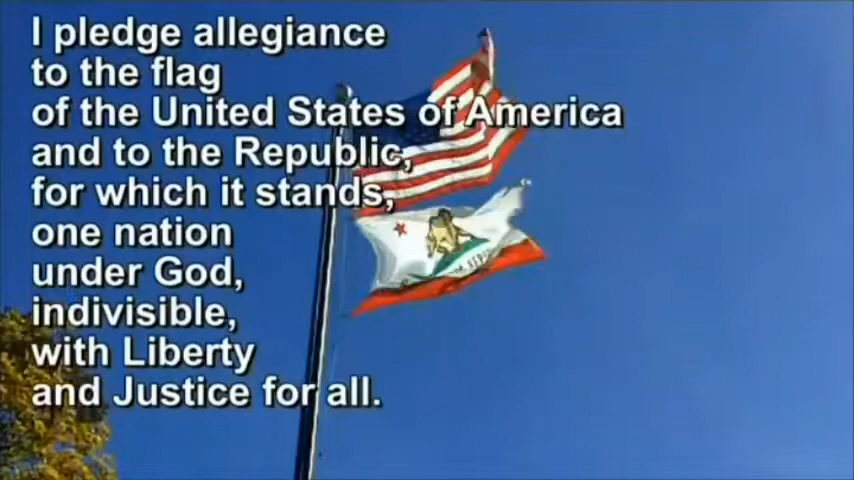 I pledge allegiance
to the flag
of the United States of America
and to the Republic,
for which it stands,
one nation
under God,
indivisible,
with Liberty
and Justice for all.